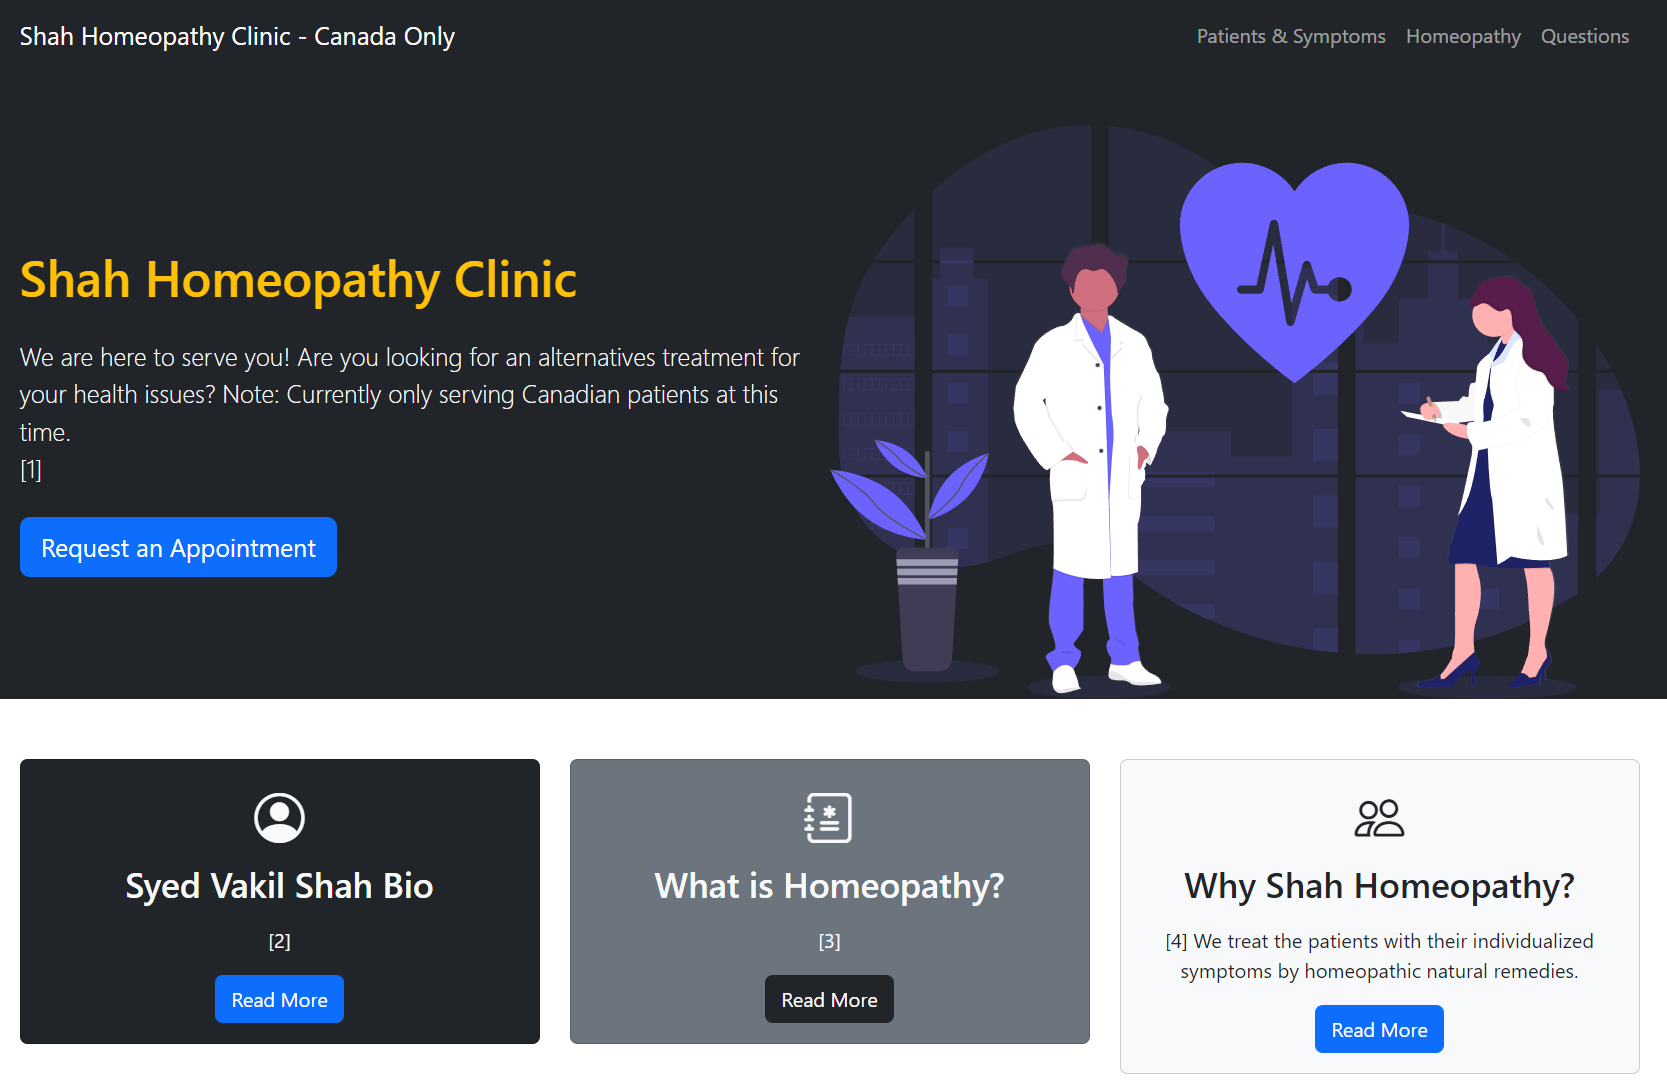 Shah Homeopathy Clinic - Canada Only
Patients & Symptoms Homeopathy Questions
Shah Homeopathy Clinic
We are here to serve you! Are you looking for an alternatives treatment for
your health issues? Note: Currently only serving Canadian patients at this
time.
[1]
Request an Appointment
Syed Vakil Shah Bio
[2]
Read More
What is Homeopathy?
[3]
Read More
Why Shah Homeopathy?
[4] We treat the patients with their individualized
symptoms by homeopathic natural remedies.
Read More